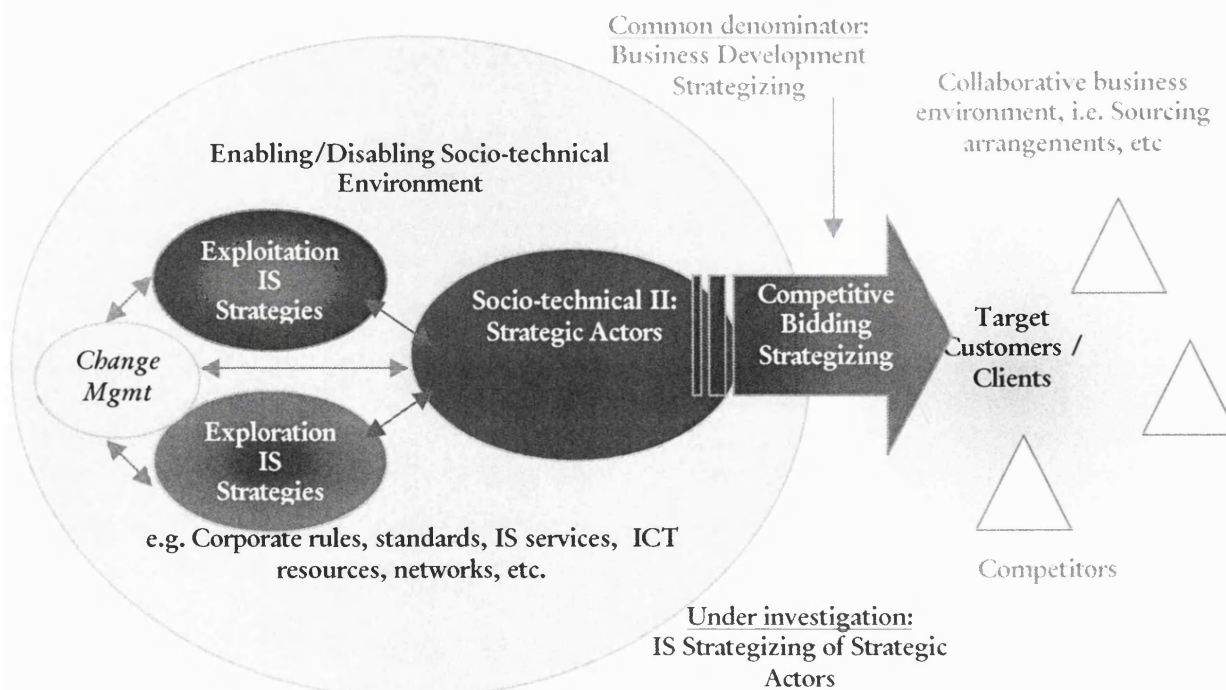 Common denominator:
Business Development
Strategizing
Collaborative business
environment, i.e. Sourcing
arrangements, etc
Enabling/Disabling Socio-technical
Environment
Exploitation
IS
Strategies
Socio-technical II:
Strategic Actors
Competitive
Bidding
Strategizing
Target
Customers /
Clients
Change
Mgmt
Exploration
IS
Strategies
e.g. Corporate rules, standards, IS services, ICT
resources, networks, etc.
Competitors
Under investigation:
IS Strategizing of Strategic
Actors